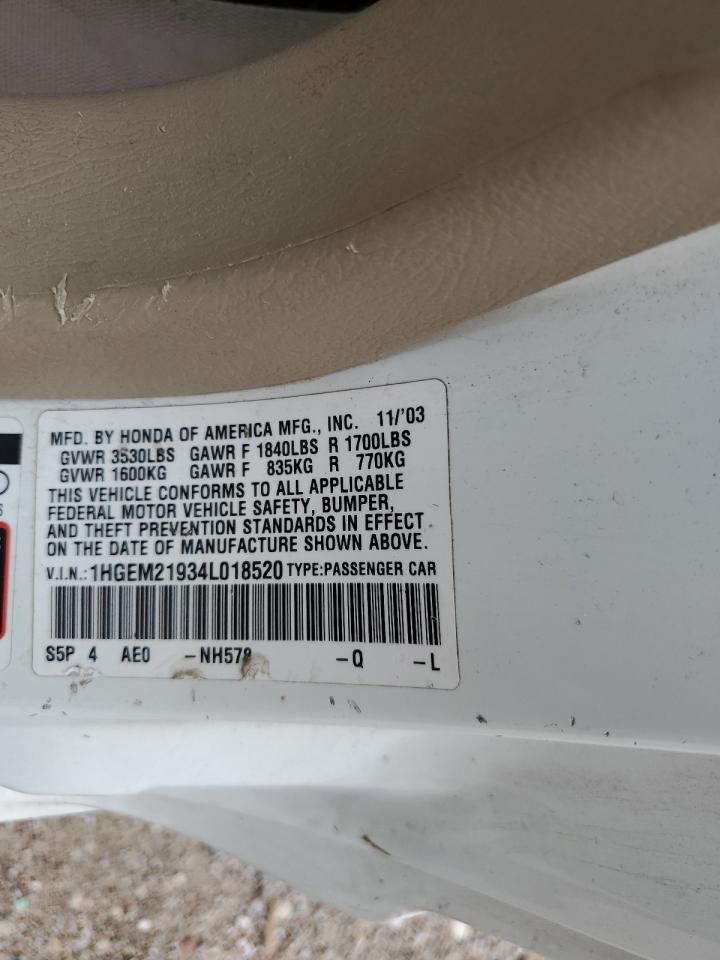 MFD. BY HONDA OF AMERICA MFG., INC. 11/'03
GVWR 3530LBS GAWR F 1840LBS R 1700LBS
GVWR 1600KG GAWR F 835KG R 770KG
THIS VEHICLE CONFORMS TO ALL APPLICABLE
FEDERAL MOTOR VEHICLE SAFETY, BUMPER,
AND THEFT PREVENTION STANDARDS IN EFFECT
ON THE DATE OF MANUFACTURE SHOWN ABOVE.
V.I.N.: 1HGEM21934L018520 TYPE:PASSENGER CAR
S5P 4 AE0 -NH578 -Q -L